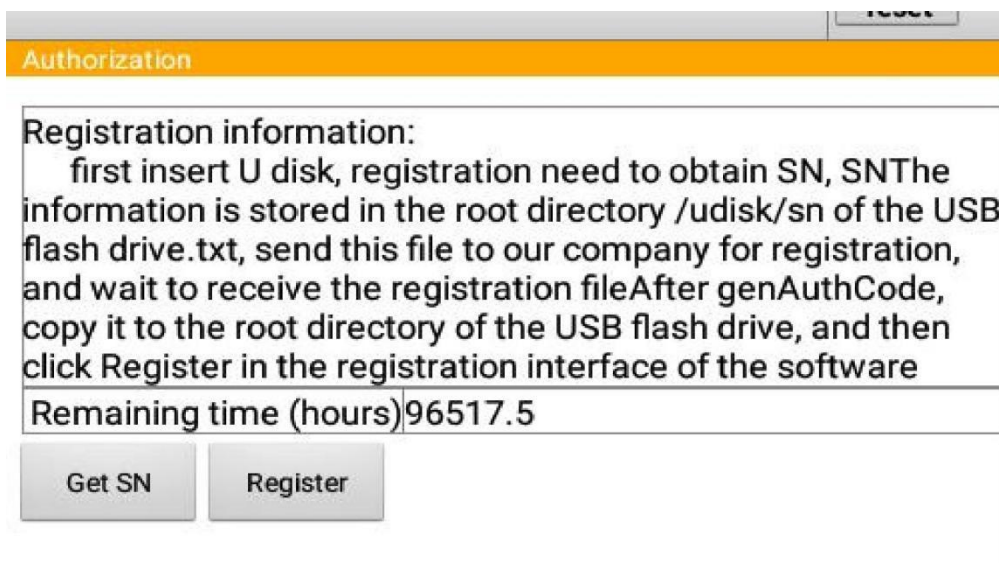 reset
Authorization
Registration information:
first insert U disk, registration need to obtain SN, SNThe
information is stored in the root directory /udisk/sn of the USB
flash drive.txt, send this file to our company for registration,
and wait to receive the registration fileAfter genAuthCode,
copy it to the root directory of the USB flash drive, and then
click Register in the registration interface of the software
Remaining time (hours) 96517.5
Get SN Register